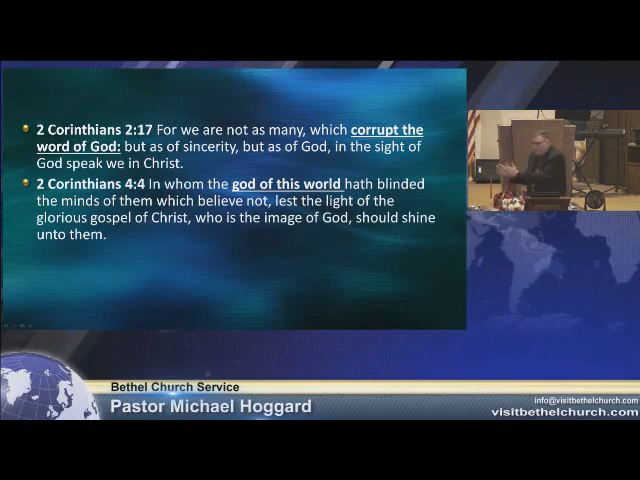 2 Corinthians 2:17 For we are not as many, which corrupt the
word of God: but as of sincerity, but as of God, in the sight of
God speak we in Christ.
2 Corinthians 4:4 In whom the god of this world hath blinded
the minds of them which believe not, lest the light of the
glorious gospel of Christ, who is the image of God, should shine
unto them.
Bethel Church Service
Pastor Michael Hoggard
info@visitbethelchurch.com
visitbethelchurch.com